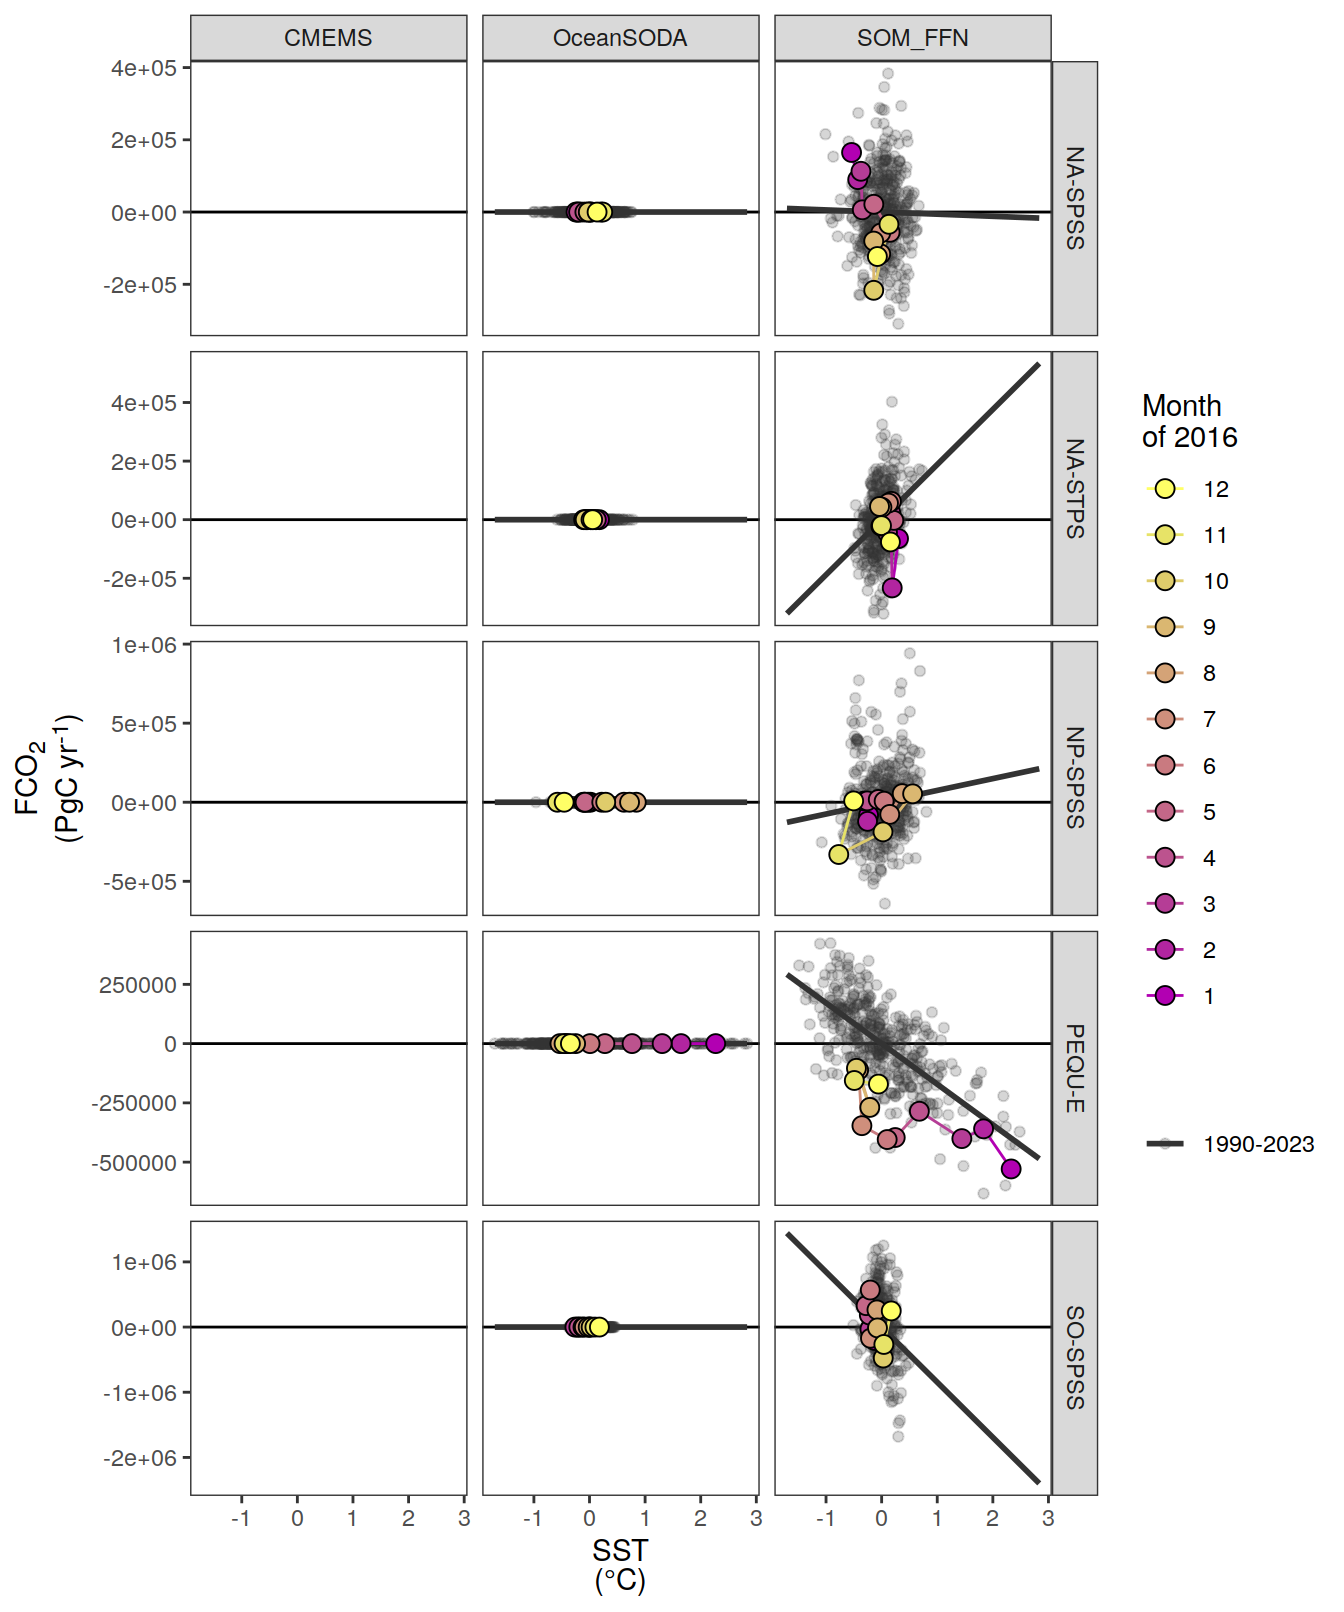 CMEMS OceanSODA SOM_FFN
4e+05
2e+05
0e+00
-2e+05
NA-SPSS
4e+05
2e+05
0e+00
-2e+05
NA-STPS
1e+06
5e+05
0e+00
-5e+05
NP-SPSS
250000
0
-250000
-500000
PEQU-E
1e+06
0e+00
-1e+06
-2e+06
SO-SPSS
-1 0 1 2 3 -1 0 1 2 3 -1 0 1 2 3
SST
(°C)
FCO₂
(PgC yr⁻¹)
Month
of 2016
12
11
10
9
8
7
6
5
4
3
2
1
1990-2023